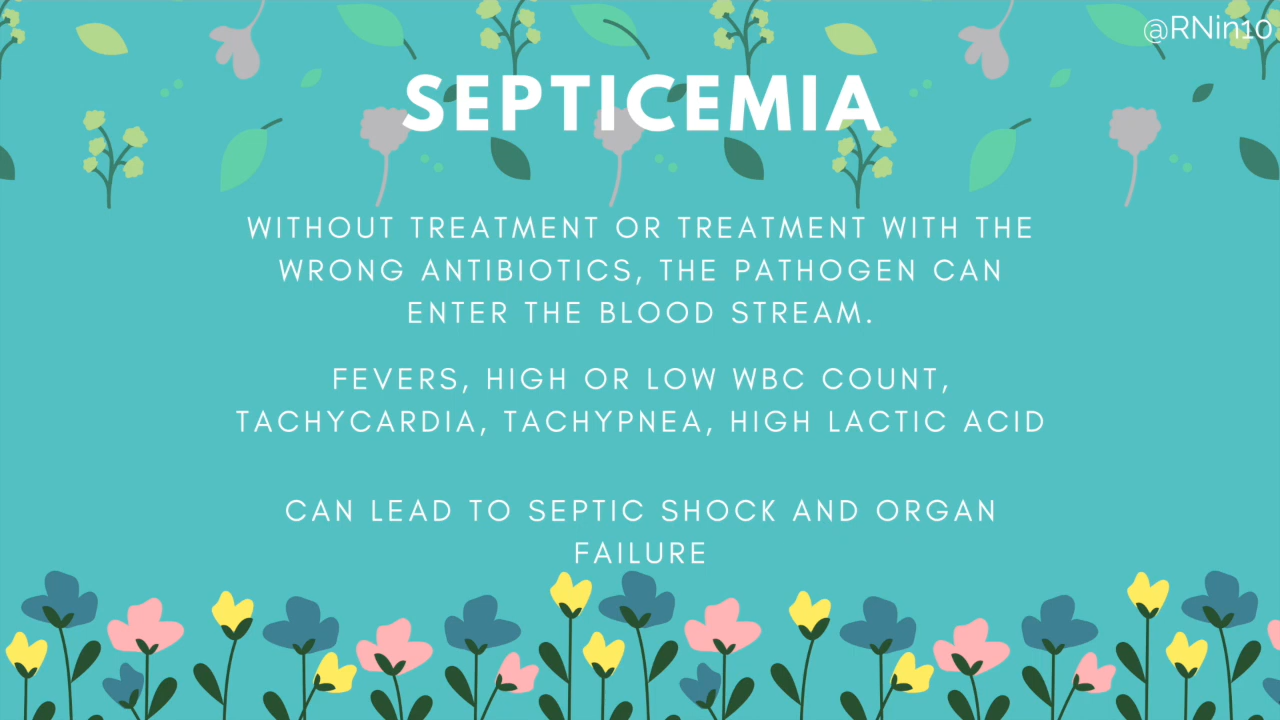 @RNin10
SEPTICEMIA
WITHOUT TREATMENT OR TREATMENT WITH THE
WRONG ANTIBIOTICS, THE PATHOGEN CAN
ENTER THE BLOOD STREAM.
FEVERS, HIGH OR LOW WBC COUNT,
TACHYCARDIA, TACHYPNEA, HIGH LACTIC ACID
CAN LEAD TO SEPTIC SHOCK AND ORGAN
FAILURE